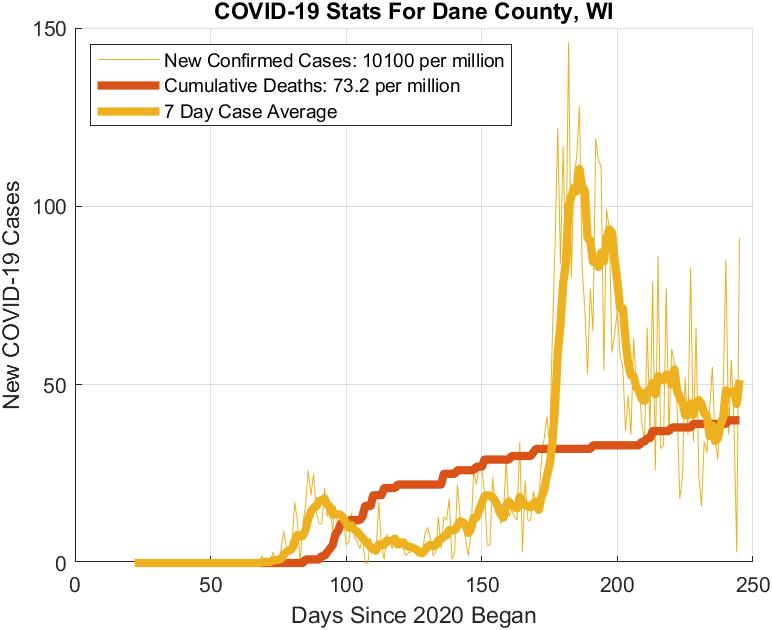 COVID-19 Stats For Dane County, WI
150
New Confirmed Cases: 10100 per million
Cumulative Deaths: 73.2 per million
7 Day Case Average
100
New COVID-19 Cases
50
0
0 50 100 150 200 250
Days Since 2020 Began